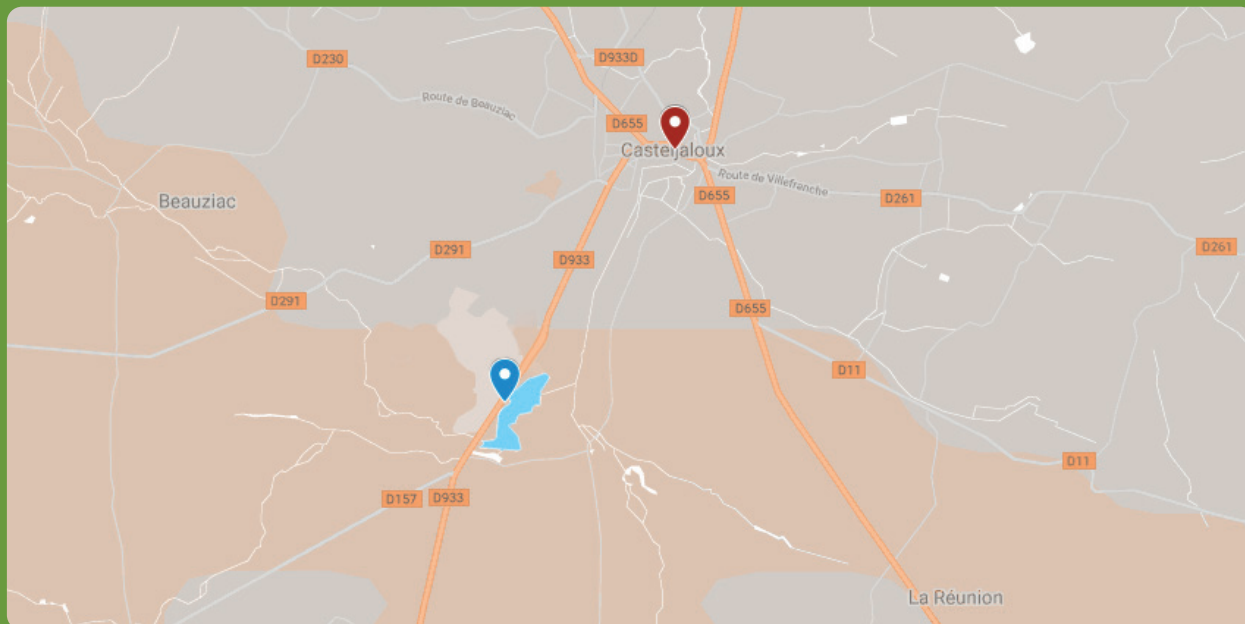 D230
D933D
Route de Beauziac
D655
Casteljaloux
Route de Villefranche
D655
D261
Beauziac
D261
D291
D933
D291
D655
D11
D11
D157
D933
La Réunion